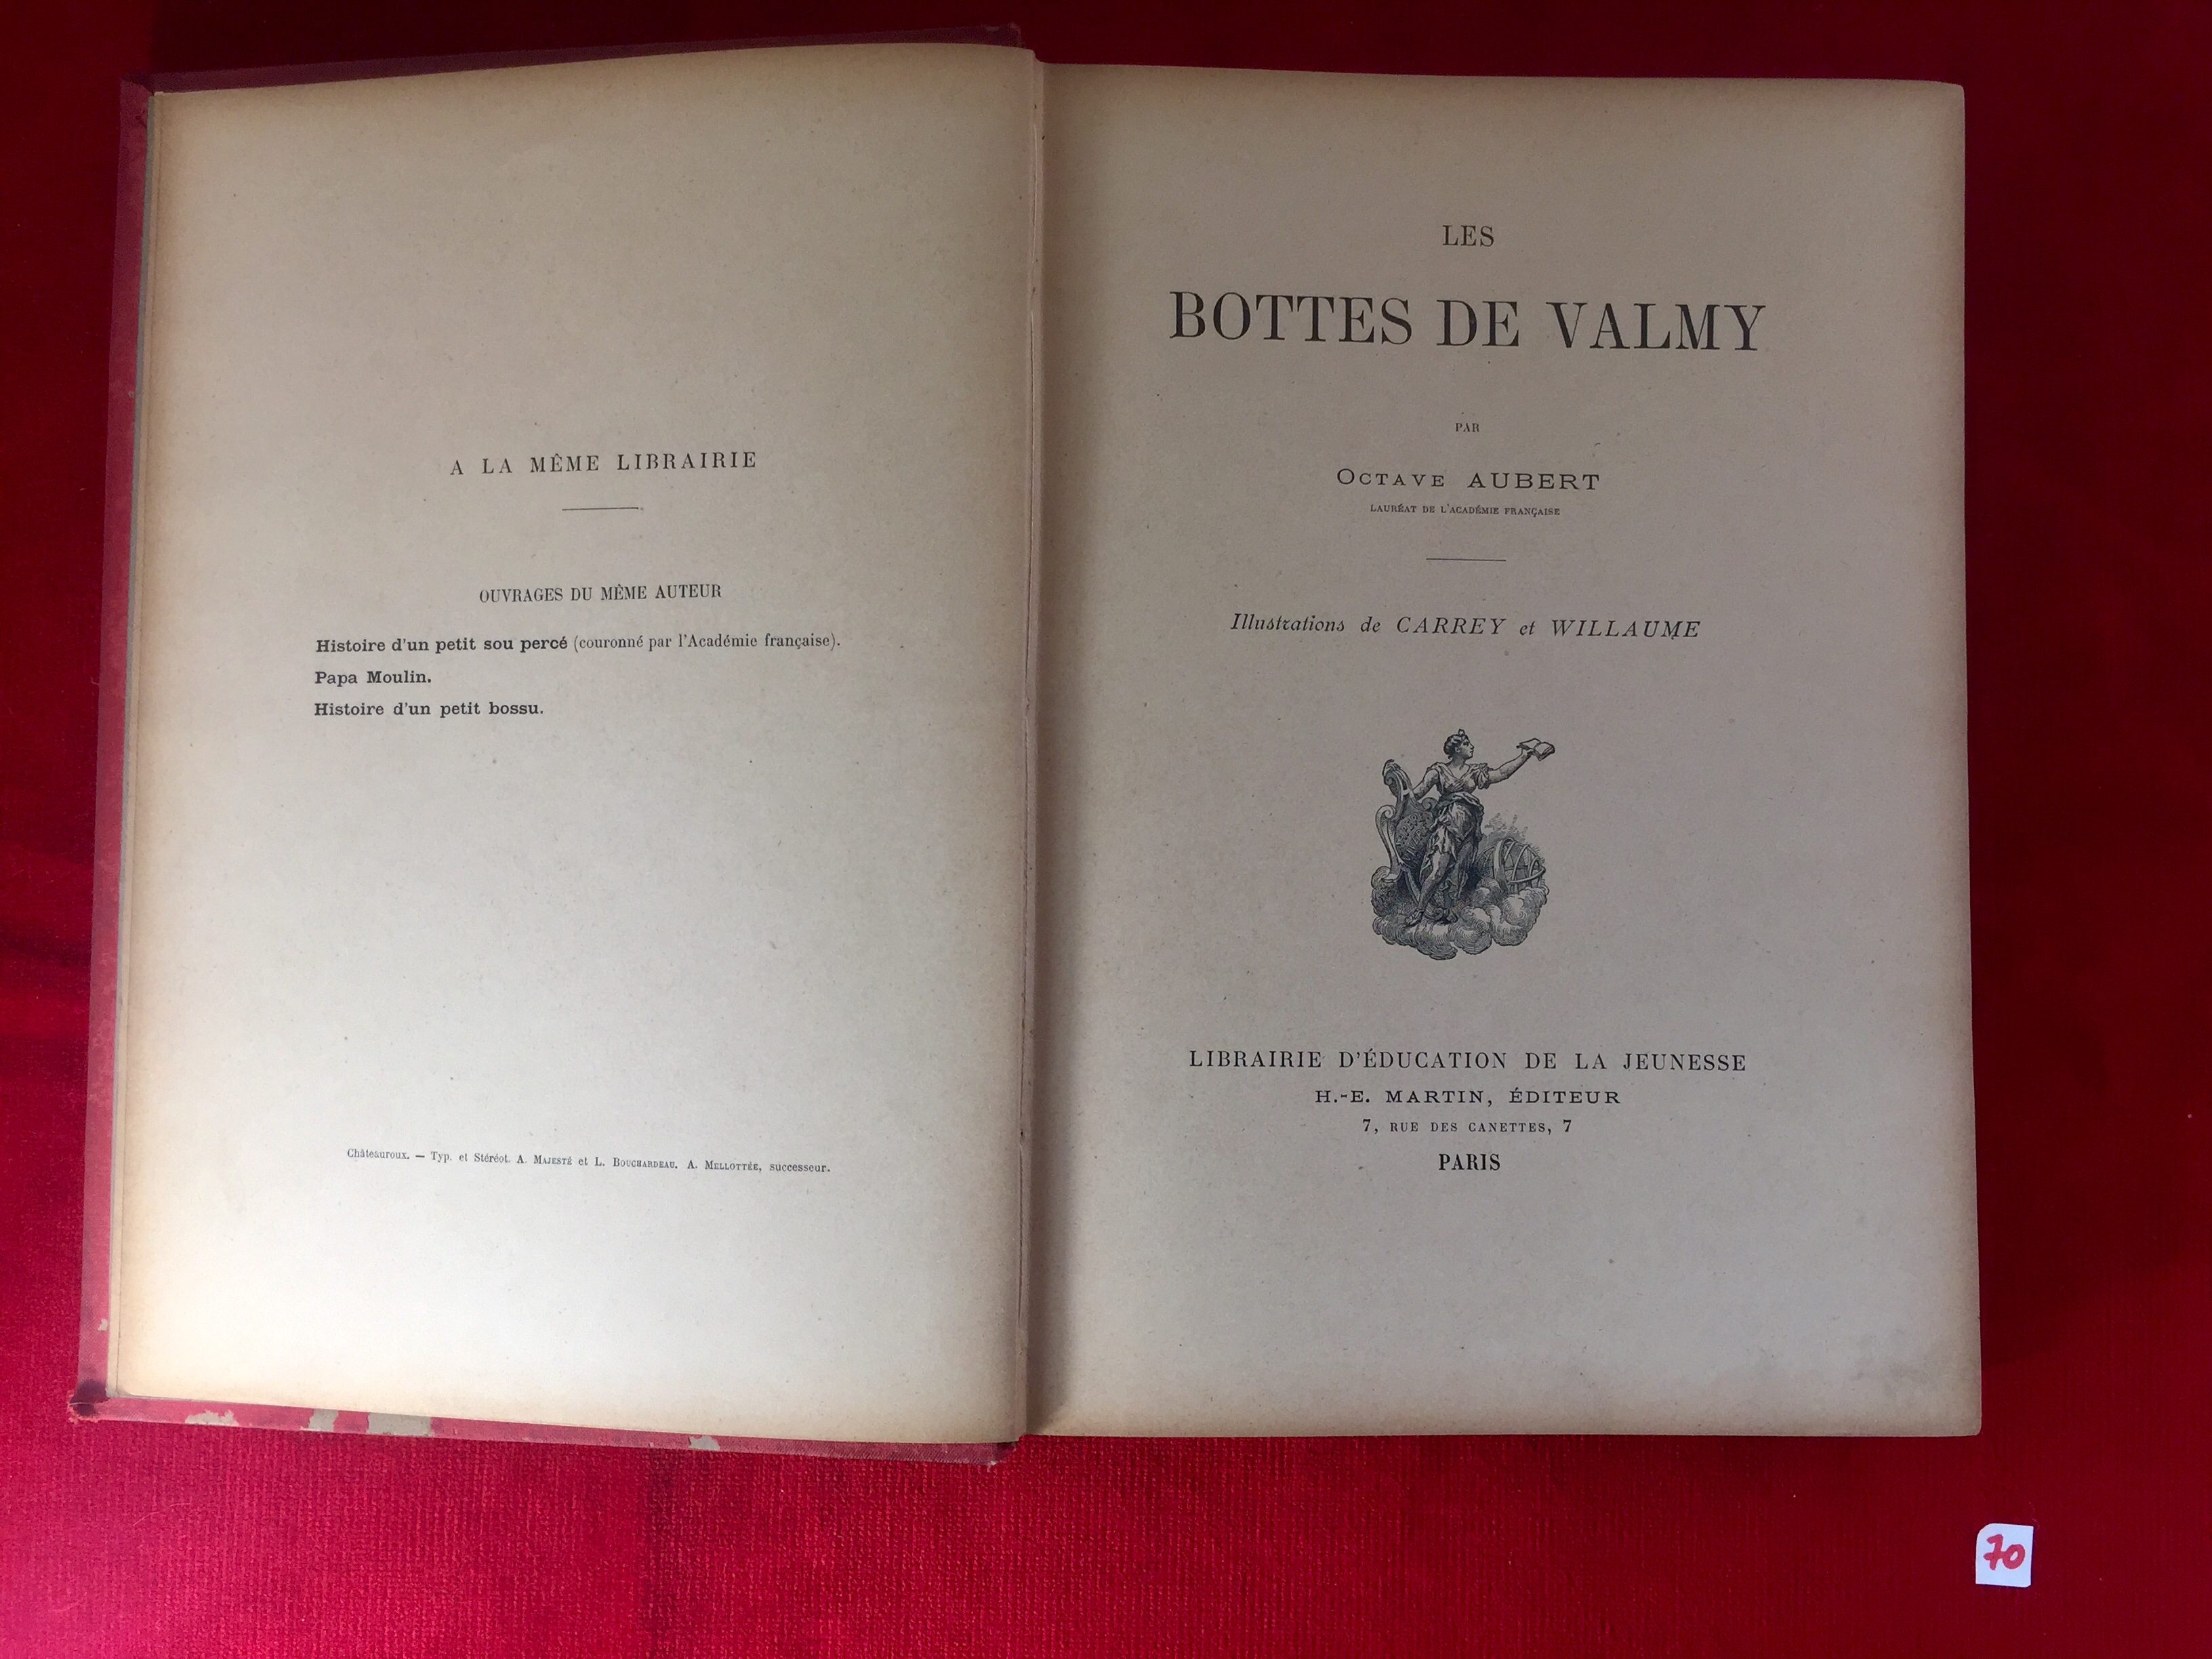 A LA MÊME LIBRAIRIE
OUVRAGES DU MÊME AUTEUR
Histoire d'un petit sou percé (couronné par l'Académie française).
Papa Moulin.
Histoire d'un petit bossu.
Châteauroux. — Typ. et Stéréot. A. MAJESTÉ et L. BOUCHARDEAU. A. MELLOTTÉE, successeur.
LES
BOTTES DE VALMY
PAR
OCTAVE AUBERT
LAURÉAT DE L'ACADÉMIE FRANÇAISE
Illustrations de CARREY et WILLAUME
LIBRAIRIE D'ÉDUCATION DE LA JEUNESSE
H.-E. MARTIN, ÉDITEUR
7, RUE DES CANETTES, 7
PARIS
70